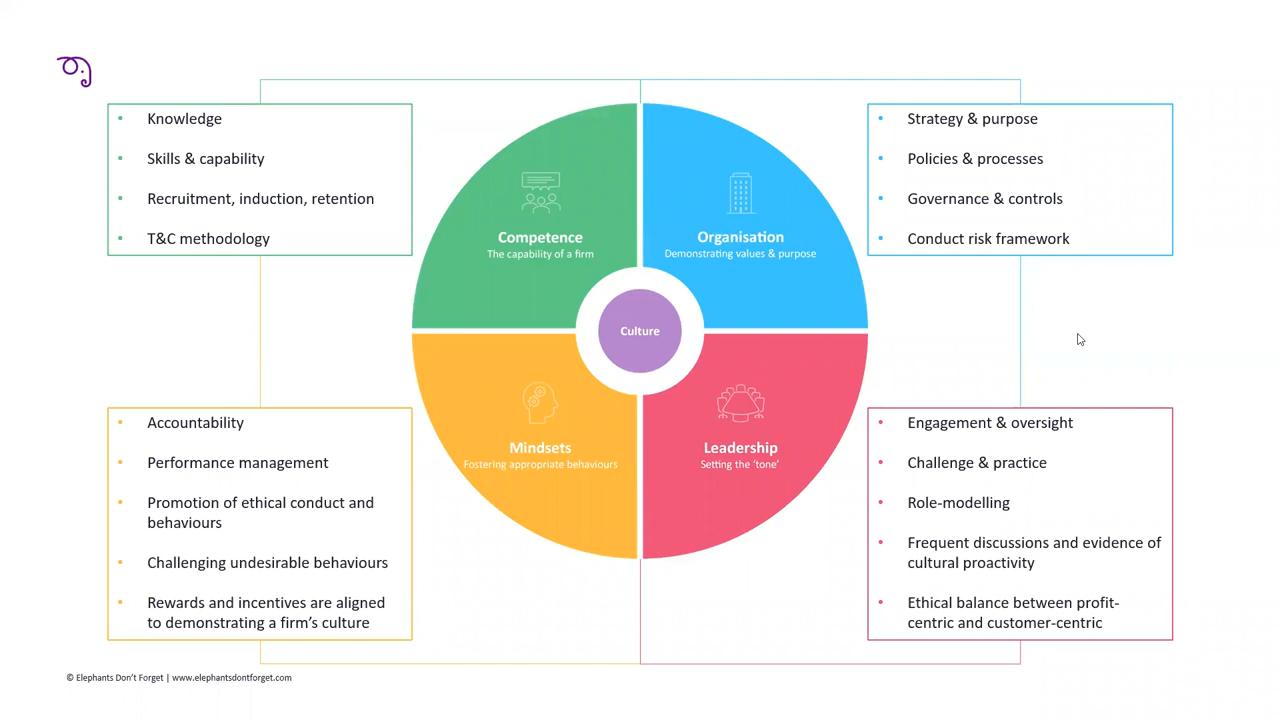 Knowledge
Skills & capability
Recruitment, induction, retention
T&C methodology
Competence
The capability of a firm
Organisation
Demonstrating values & purpose
Strategy & purpose
Policies & processes
Governance & controls
Conduct risk framework
Culture
Accountability
Performance management
Promotion of ethical conduct and
behaviours
Challenging undesirable behaviours
Rewards and incentives are aligned
to demonstrating a firm's culture
Mindsets
Fostering appropriate behaviours
Leadership
Setting the 'tone'
Engagement & oversight
Challenge & practice
Role-modelling
Frequent discussions and evidence of
cultural proactivity
Ethical balance between profit-
centric and customer-centric
© Elephants Don't Forget | www.elephantsdontforget.com